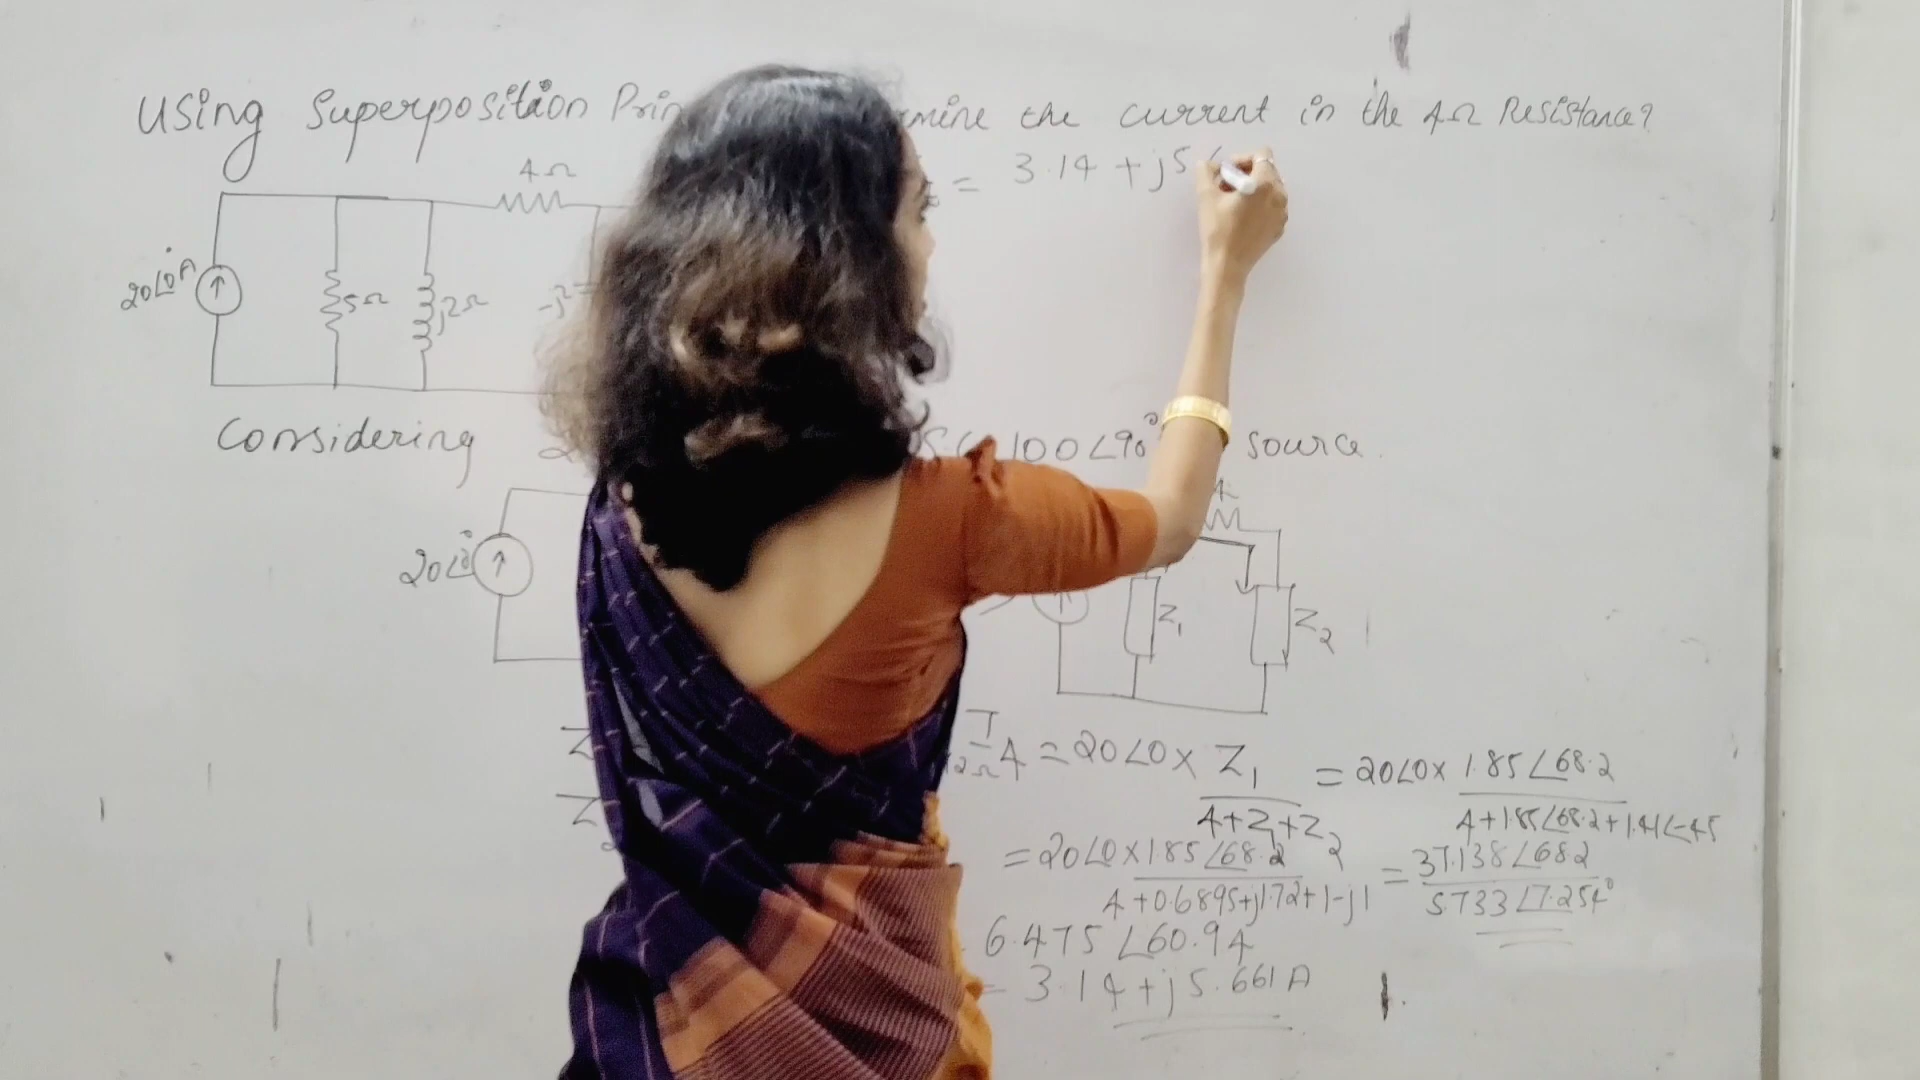 Using Superposition Prin mine the current in the 4Ω Resistance?
= 3.14 + j5
4Ω
20∠0°A
5Ω
j2Ω
-j2
Considering 100∠90° source.
20∠0°
Z1
Z2
Z
4 = 20∠0 × Z1 / 4+Z1+Z2 = 20∠0 × 1.85∠68.2 / 4+1.85∠68.2+1.41∠-45
Z
= 20∠0 × 1.85∠68.2 / 4+0.6895+j1.72+1-j1 = 37.138∠68.2 / 5.733∠7.254°
6.475∠60.94
= 3.14 + j5.661A